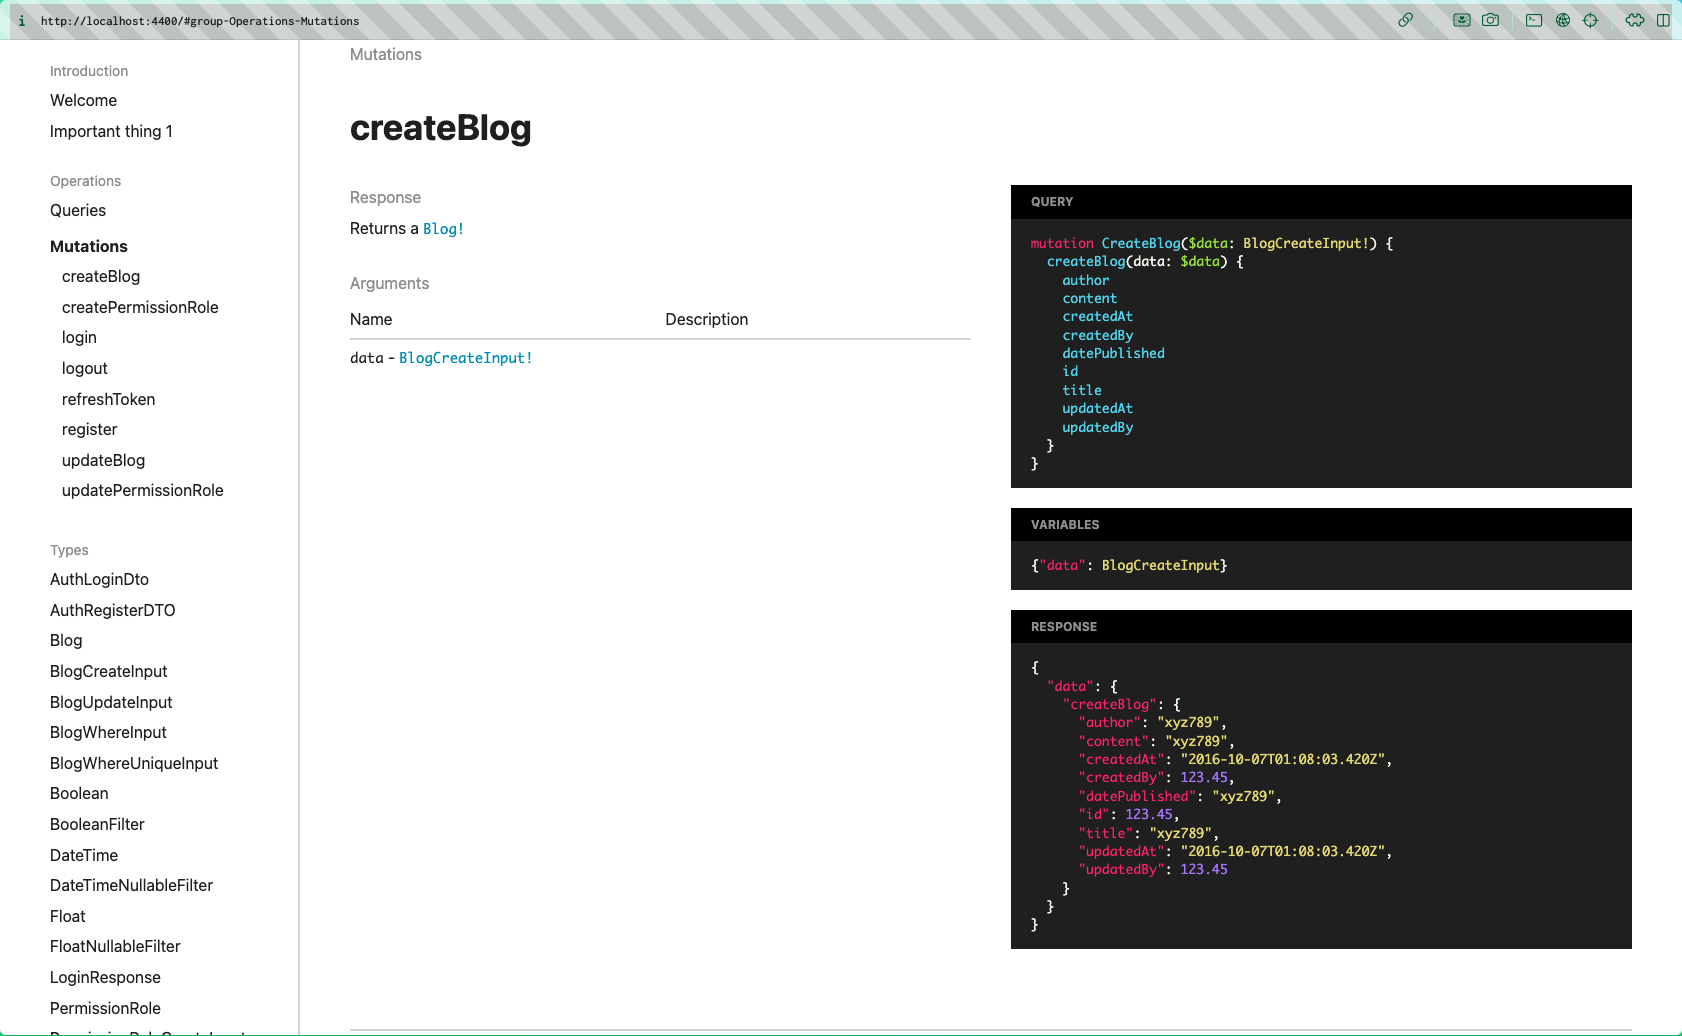 i http://localhost:4400/#group-Operations-Mutations
Introduction
Welcome
Important thing 1
Operations
Queries
Mutations
createBlog
createPermissionRole
login
logout
refreshToken
register
updateBlog
updatePermissionRole
Types
AuthLoginDto
AuthRegisterDTO
Blog
BlogCreateInput
BlogUpdateInput
BlogWhereInput
BlogWhereUniqueInput
Boolean
BooleanFilter
DateTime
DateTimeNullableFilter
Float
FloatNullableFilter
LoginResponse
PermissionRole
Mutations
createBlog
Response
Returns a Blog!
Arguments
Name Description
data - BlogCreateInput!
QUERY
mutation CreateBlog($data: BlogCreateInput!) {
createBlog(data: $data) {
author
content
createdAt
createdBy
datePublished
id
title
updatedAt
updatedBy
}
}
VARIABLES
{"data": BlogCreateInput}
RESPONSE
{
"data": {
"createBlog": {
"author": "xyz789",
"content": "xyz789",
"createdAt": "2016-10-07T01:08:03.420Z",
"createdBy": 123.45,
"datePublished": "xyz789",
"id": 123.45,
"title": "xyz789",
"updatedAt": "2016-10-07T01:08:03.420Z",
"updatedBy": 123.45
}
}
}